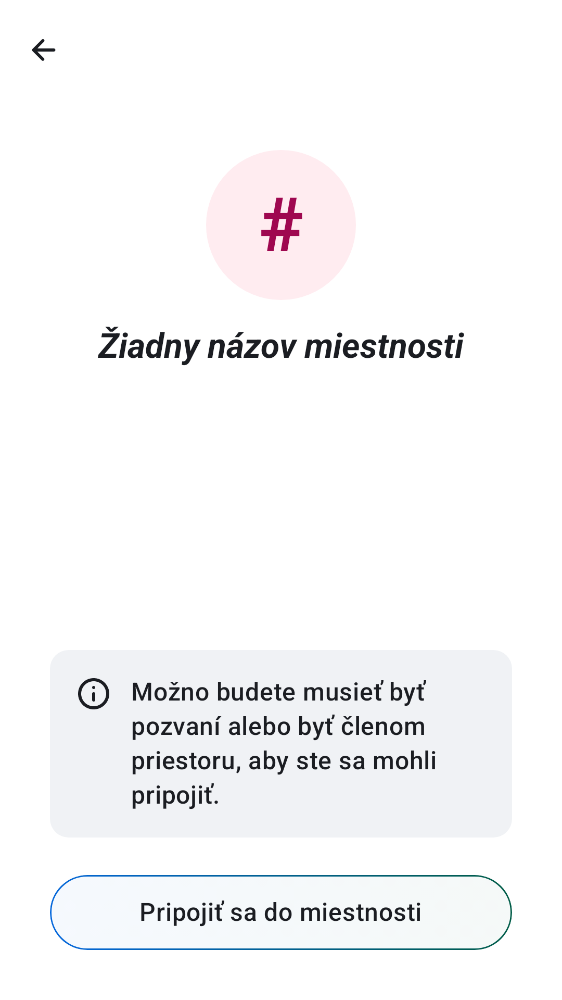 #
Žiadny názov miestnosti
Možno budete musieť byť
pozvaní alebo byť členom
priestoru, aby ste sa mohli
pripojiť.
Pripojiť sa do miestnosti